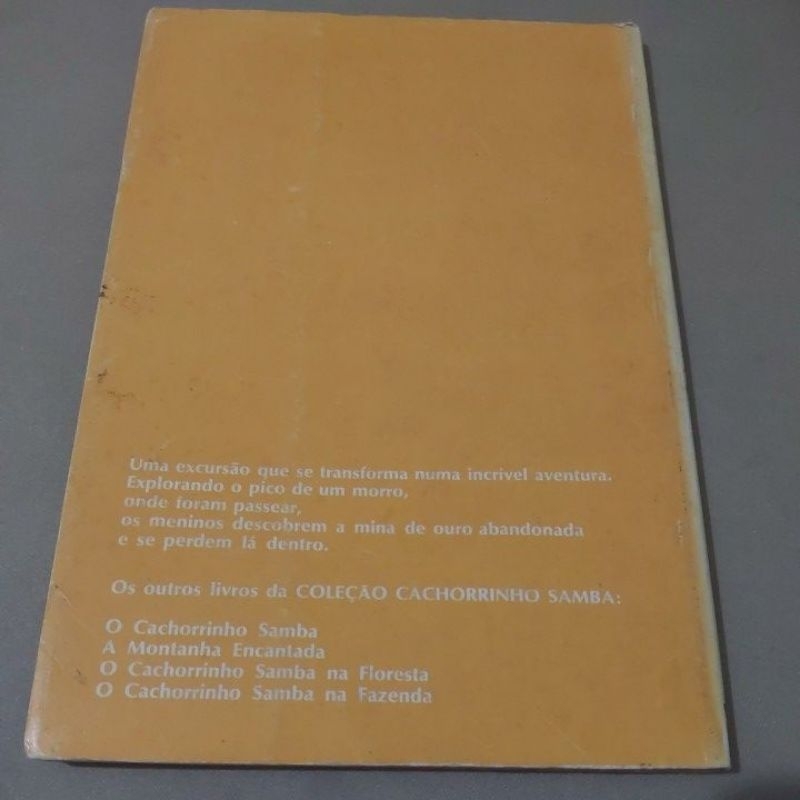 Uma excursão que se transforma numa incrivel aventura.
Explorando o pico de um morro,
onde foram passear,
os meninos descobrem a mina de ouro abandonada
e se perdem lá dentro.
Os outros livros da COLEÇÃO CACHORRINHO SAMBA:
O Cachorrinho Samba
A Montanha Encantada
O Cachorrinho Samba na Floresta
O Cachorrinho Samba na Fazenda